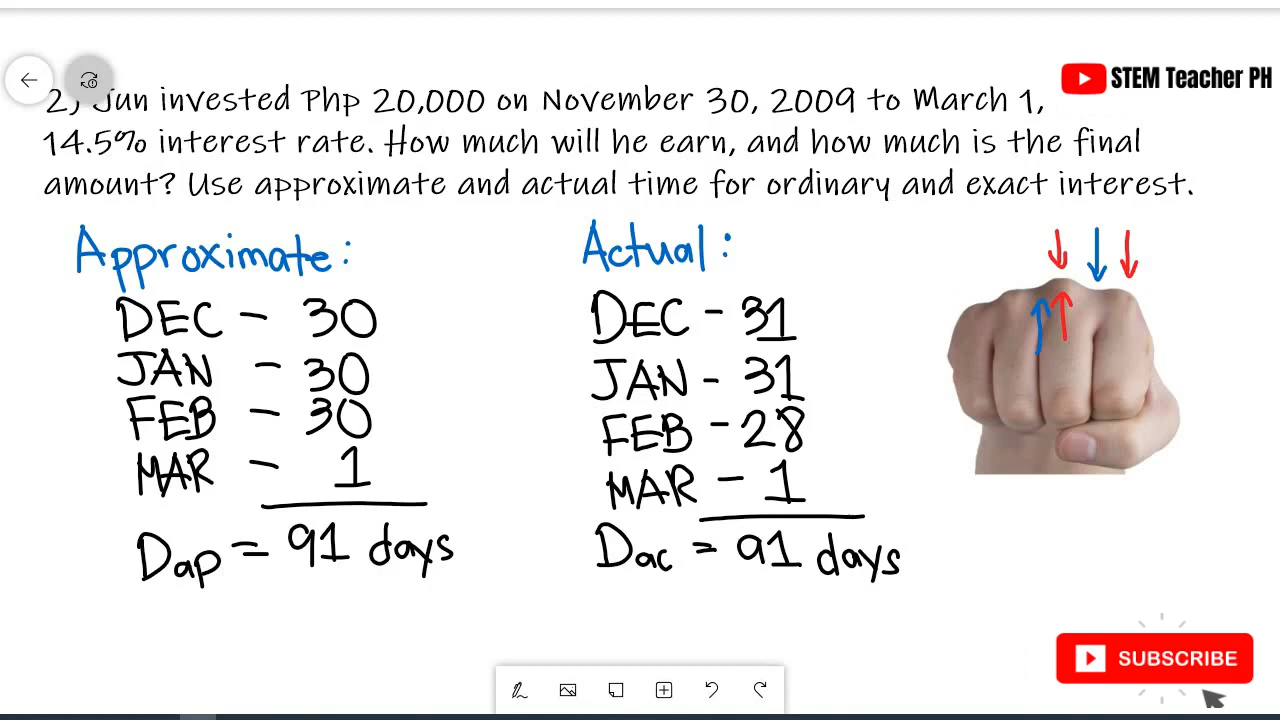 STEM Teacher PH
2) Jun invested Php 20,000 on November 30, 2009 to March 1,
14.5% interest rate. How much will he earn, and how much is the final
amount? Use approximate and actual time for ordinary and exact interest.
Approximate:
DEC - 30
JAN - 30
FEB - 30
MAR - 1
Dap = 91 days
Actual:
DEC - 31
JAN - 31
FEB - 28
MAR - 1
Dac = 91 days
SUBSCRIBE